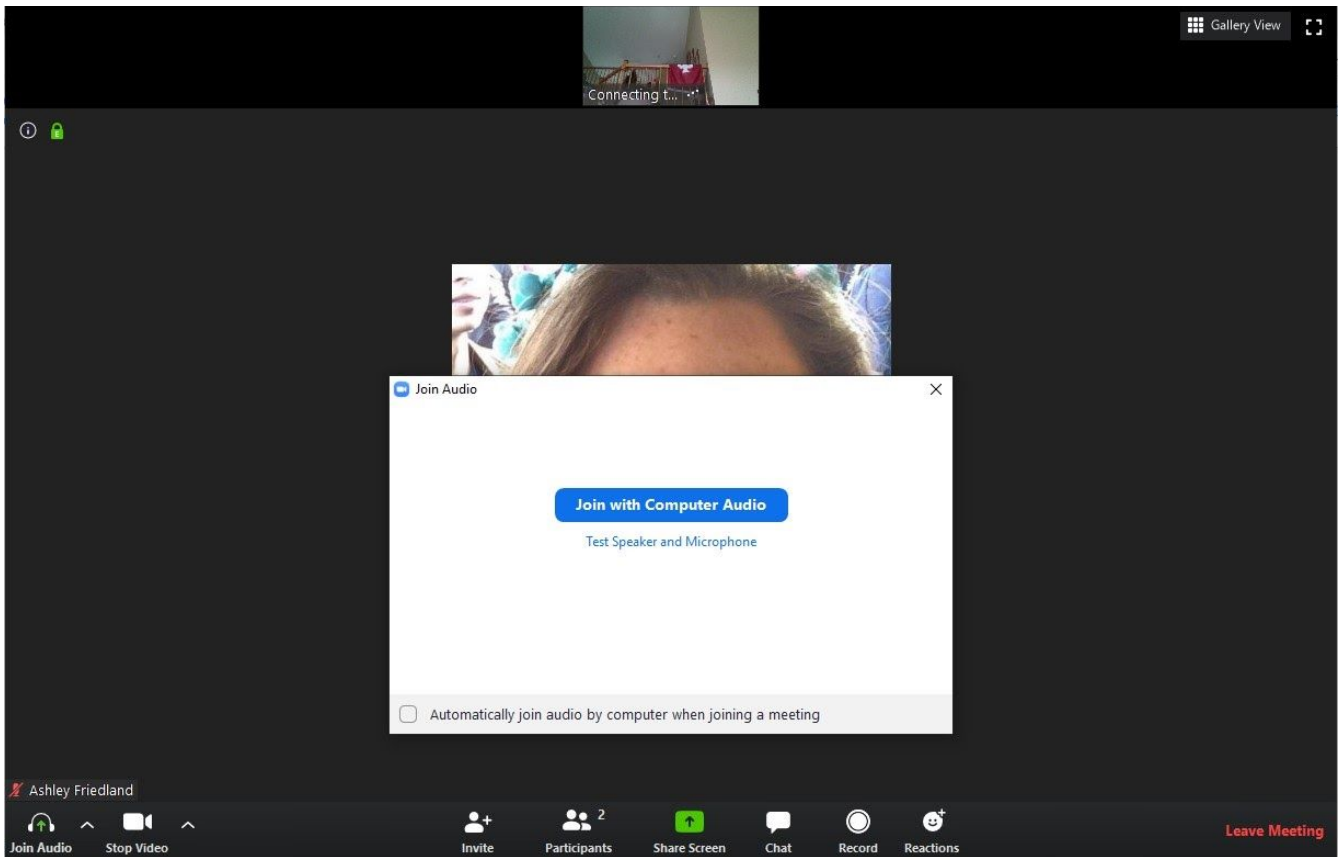 Gallery View
Connecting t...
Join Audio
Join with Computer Audio
Test Speaker and Microphone
Automatically join audio by computer when joining a meeting
Ashley Friedland
2
Join Audio
Stop Video
Invite
Participants
Share Screen
Chat
Record
Reactions
Leave Meeting